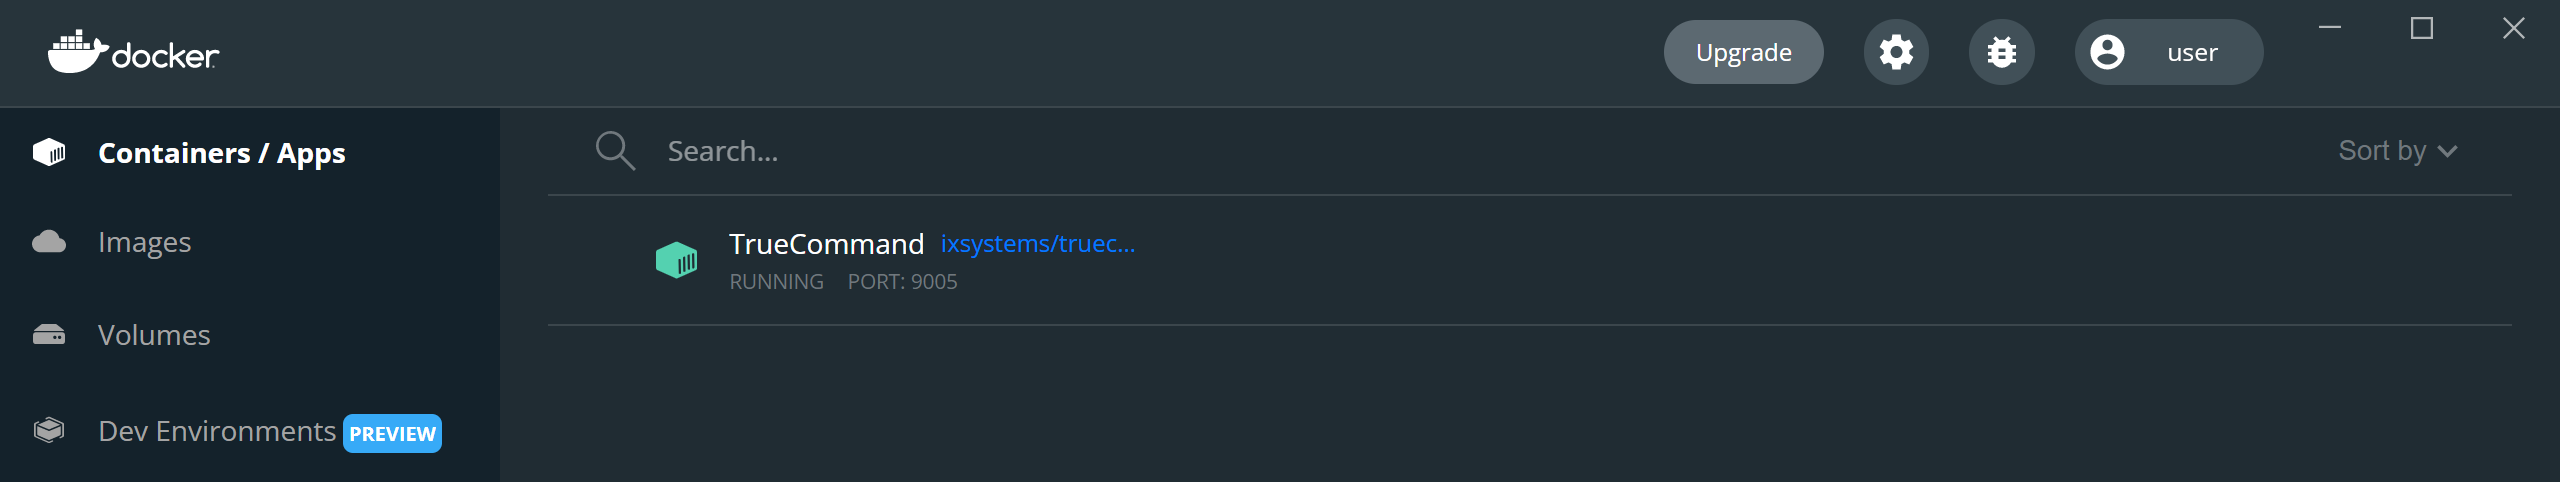 docker
Upgrade
user
Containers / Apps
Search...
Sort by
Images
TrueCommand ixsystems/truec...
RUNNING PORT: 9005
Volumes
Dev Environments PREVIEW